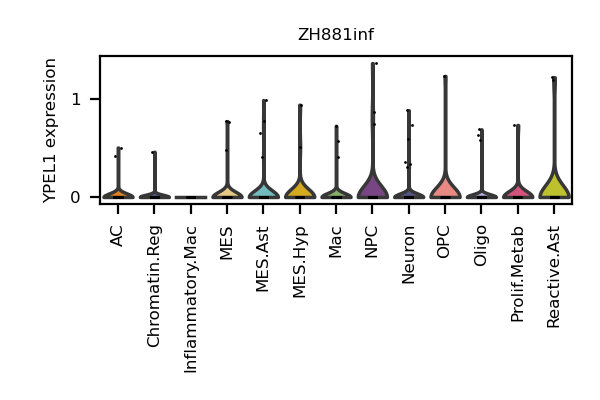 ZH881inf
YPEL1 expression
1
0
AC
Chromatin.Reg
Inflammatory.Mac
MES
MES.Ast
MES.Hyp
Mac
NPC
Neuron
OPC
Oligo
Prolif.Metab
Reactive.Ast